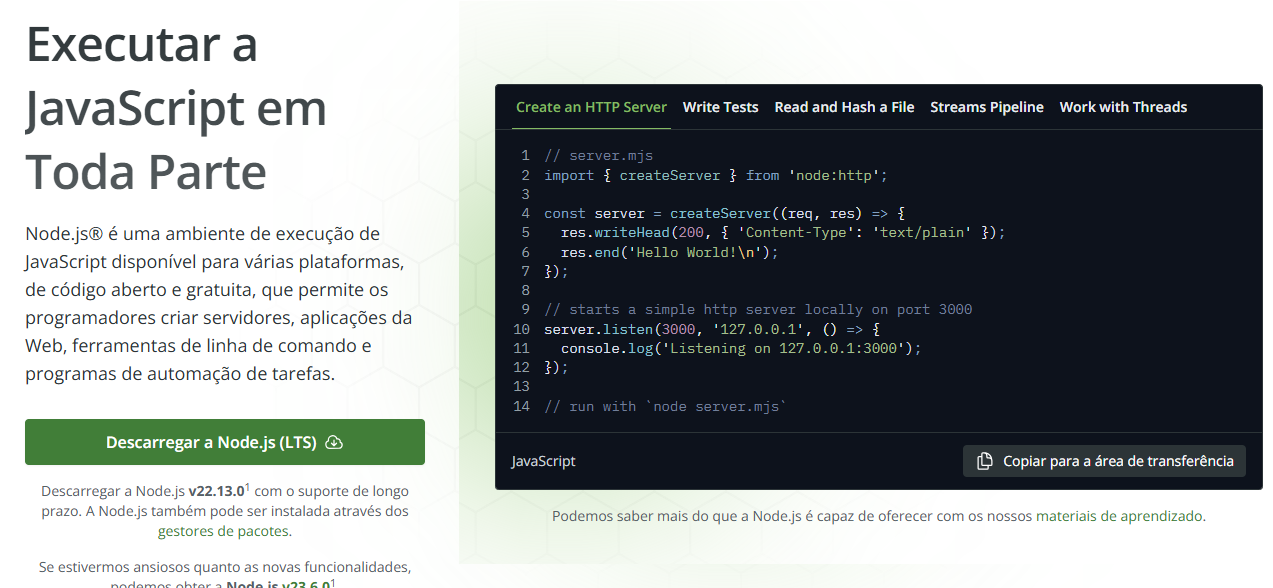 Executar a
JavaScript em
Toda Parte
Node.js® é uma ambiente de execução de
JavaScript disponível para várias plataformas,
de código aberto e gratuita, que permite os
programadores criar servidores, aplicações da
Web, ferramentas de linha de comando e
programas de automação de tarefas.
Descarregar a Node.js (LTS)
Descarregar a Node.js v22.13.0¹ com o suporte de longo
prazo. A Node.js também pode ser instalada através dos
gestores de pacotes.
Se estivermos ansiosos quanto as novas funcionalidades,
podemos obter a Node.js v23.6.0¹
Create an HTTP Server Write Tests Read and Hash a File Streams Pipeline Work with Threads
1 // server.mjs
2 import { createServer } from 'node:http';
3
4 const server = createServer((req, res) => {
5   res.writeHead(200, { 'Content-Type': 'text/plain' });
6   res.end('Hello World!\n');
7 });
8
9 // starts a simple http server locally on port 3000
10 server.listen(3000, '127.0.0.1', () => {
11   console.log('Listening on 127.0.0.1:3000');
12 });
13
14 // run with `node server.mjs`
JavaScript Copiar para a área de transferência
Podemos saber mais do que a Node.js é capaz de oferecer com os nossos materiais de aprendizado.